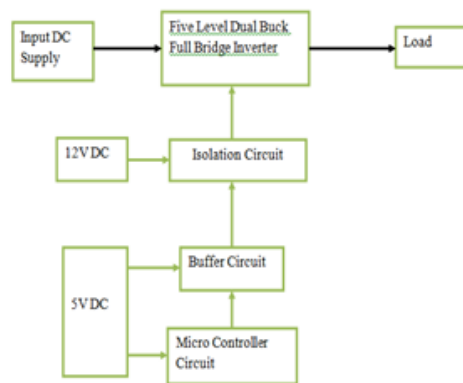 Input DC
Supply
Five Level Dual Buck
Full Bridge Inverter
Load
12V DC
Isolation Circuit
5V DC
Buffer Circuit
Micro Controller
Circuit